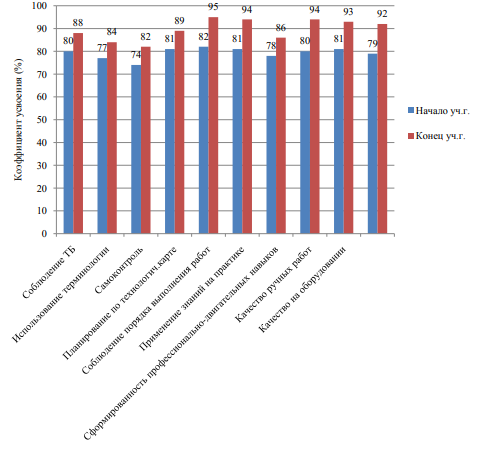 Коэффициент усвоения (%)
100
90
80
70
60
50
40
30
20
10
0
80
88
77
84
74
82
81
89
82
95
81
94
78
86
80
94
81
93
79
92
Соблюдение ТБ
Использование терминологии
Самоконтроль
Планирование по технологич.карте
Соблюдение порядка выполнения работ
Применение знаний на практике
Сформированность профессионально-двигательных навыков
Качество ручных работ
Качество на оборудовании
Начало уч.г.
Конец уч.г.